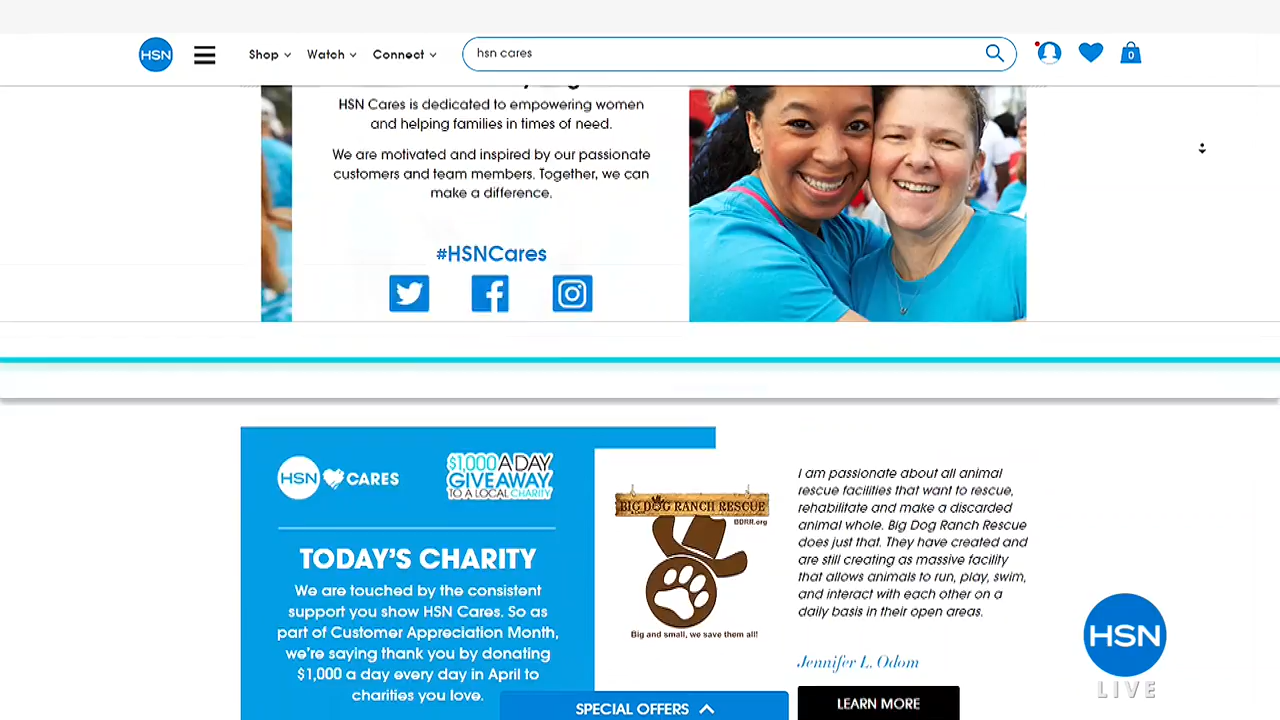 HSN
Shop
Watch
Connect
hsn cares
0
HSN Cares is dedicated to empowering women
and helping families in times of need.
We are motivated and inspired by our passionate
customers and team members. Together, we can
make a difference.
#HSNCares
HSN CARES
$1,000 A DAY
GIVEAWAY
TO A LOCAL CHARITY
TODAY'S CHARITY
We are touched by the consistent
support you show HSN Cares. So as
part of Customer Appreciation Month,
we're saying thank you by donating
$1,000 a day every day in April to
charities you love.
BIG DOG RANCH RESCUE
BDRR.org
Big and small, we save them all!
I am passionate about all animal
rescue facilities that want to rescue,
rehabilitate and make a discarded
animal whole. Big Dog Ranch Rescue
does just that. They have created and
are still creating as massive facility
that allows animals to run, play, swim,
and interact with each other on a
daily basis in their open areas.
Jennifer L. Odom
LEARN MORE
SPECIAL OFFERS
HSN
LIVE